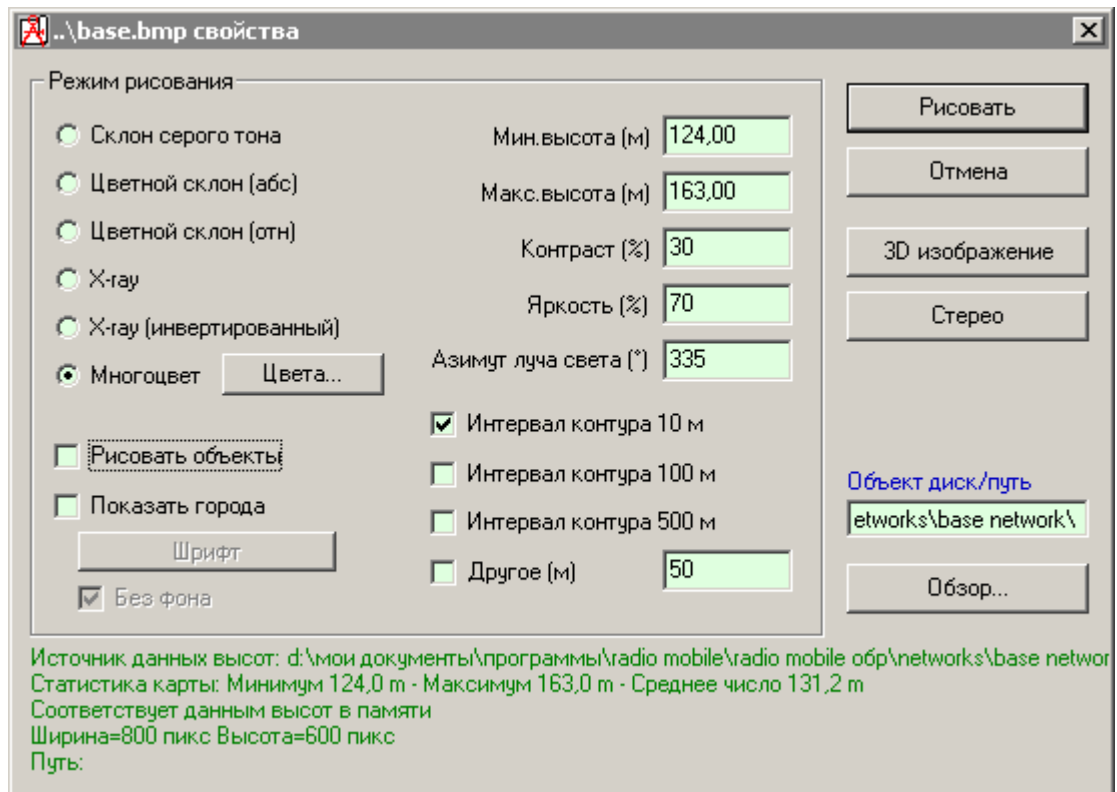 ..\base.bmp свойства
Режим рисования
Склон серого тона
Цветной склон (абс)
Цветной склон (отн)
X-ray
X-ray (инвертированный)
Многоцвет
Цвета...
Рисовать объекты
Показать города
Шрифт
Без фона
Мин.высота (м) 124,00
Макс.высота (м) 163,00
Контраст (%) 30
Яркость (%) 70
Азимут луча света (°) 335
Интервал контура 10 м
Интервал контура 100 м
Интервал контура 500 м
Другое (м) 50
Рисовать
Отмена
3D изображение
Стерео
Объект диск/путь
etworks\base network\
Обзор...
Источник данных высот: d:\мои документы\программы\radio mobile\radio mobile обр\networks\base networ
Статистика карты: Минимум 124,0 m - Максимум 163,0 m - Среднее число 131,2 m
Соответствует данным высот в памяти
Ширина=800 пикс Высота=600 пикс
Путь: